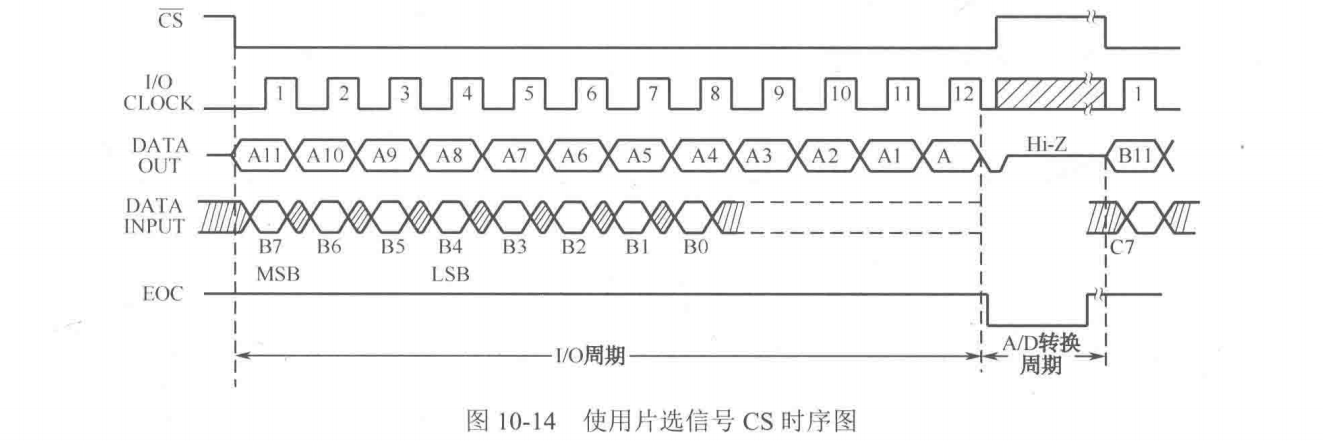 CS
I/O
CLOCK
1 2 3 4 5 6 7 8 9 10 11 12 1
DATA
OUT
A11 A10 A9 A8 A7 A6 A5 A4 A3 A2 A1 A Hi-Z B11
DATA
INPUT
B7 B6 B5 B4 B3 B2 B1 B0 C7
MSB LSB
EOC
I/O周期
A/D转换
周期
图 10-14 使用片选信号 CS 时序图